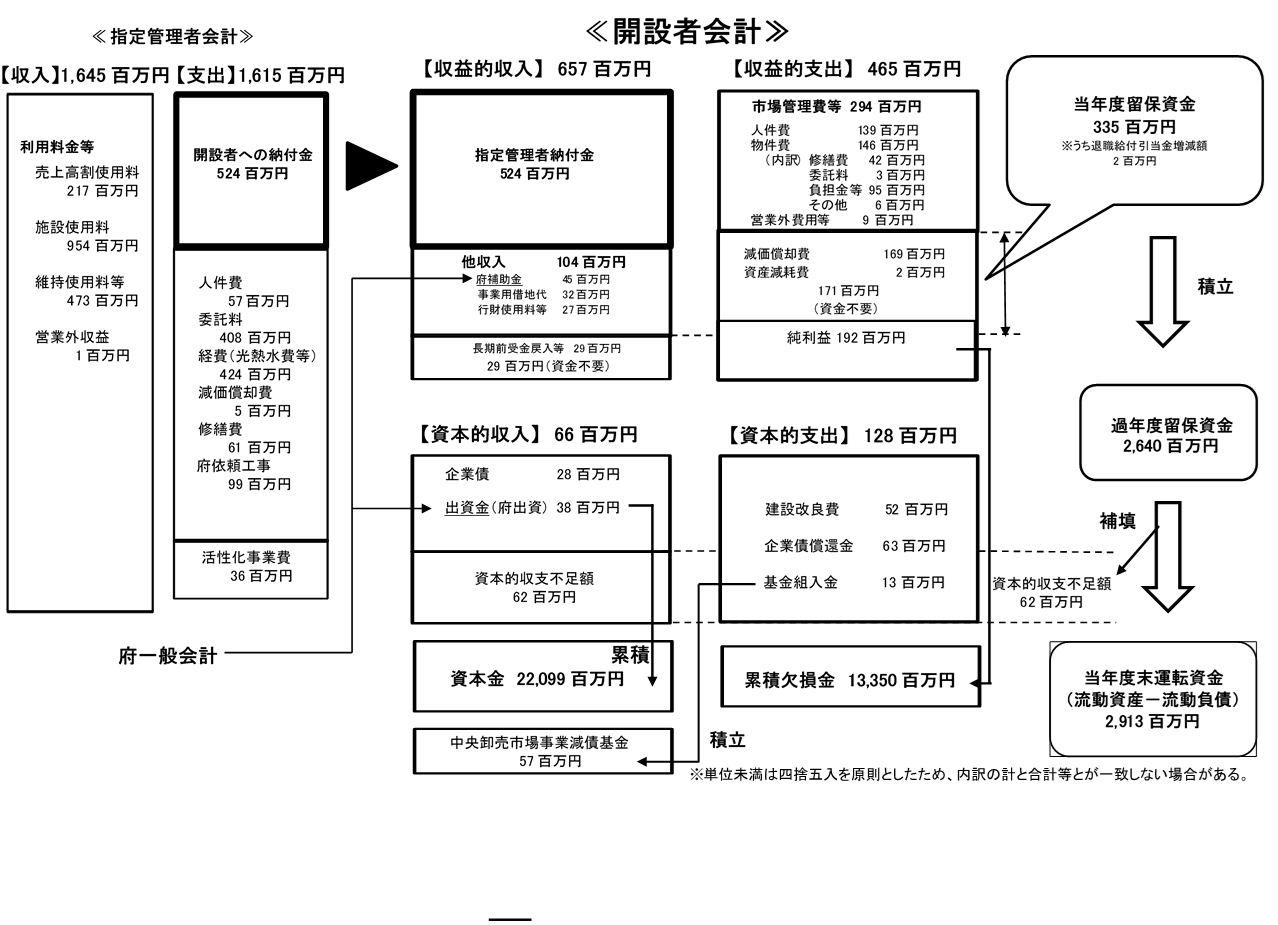 ≪指定管理者会計≫
【収入】1,645 百万円
利用料金等
売上高割使用料
217 百万円
施設使用料
954 百万円
維持使用料等
473 百万円
営業外収益
1 百万円
【支出】1,615 百万円
開設者への納付金
524 百万円
人件費
57 百万円
委託料
408 百万円
経費(光熱水費等)
424 百万円
減価償却費
5 百万円
修繕費
61 百万円
府依頼工事
99 百万円
活性化事業費
36 百万円
府一般会計
≪開設者会計≫
【収益的収入】 657 百万円
指定管理者納付金
524 百万円
他収入 104 百万円
府補助金 45 百万円
事業用借地代 32 百万円
行財使用料等 27 百万円
長期前受金戻入等 29 百万円
29 百万円(資金不要)
【収益的支出】 465 百万円
市場管理費等 294 百万円
人件費 139 百万円
物件費 146 百万円
(内訳) 修繕費 42 百万円
委託料 3 百万円
負担金等 95 百万円
その他 6 百万円
営業外費用等 9 百万円
減価償却費 169 百万円
資産減耗費 2 百万円
171 百万円
(資金不要)
純利益 192 百万円
【資本的収入】 66 百万円
企業債 28 百万円
出資金(府出資) 38 百万円
資本的収支不足額
62 百万円
累積
資本金 22,099 百万円
中央卸売市場事業減債基金
57 百万円
【資本的支出】 128 百万円
建設改良費 52 百万円
企業債償還金 63 百万円
基金組入金 13 百万円
累積欠損金 13,350 百万円
積立
当年度留保資金
335 百万円
※うち退職給付引当金増減額
2 百万円
積立
過年度留保資金
2,640 百万円
補填
資本的収支不足額
62 百万円
当年度末運転資金
(流動資産－流動負債)
2,913 百万円
※単位未満は四捨五入を原則としたため、内訳の計と合計等とが一致しない場合がある。